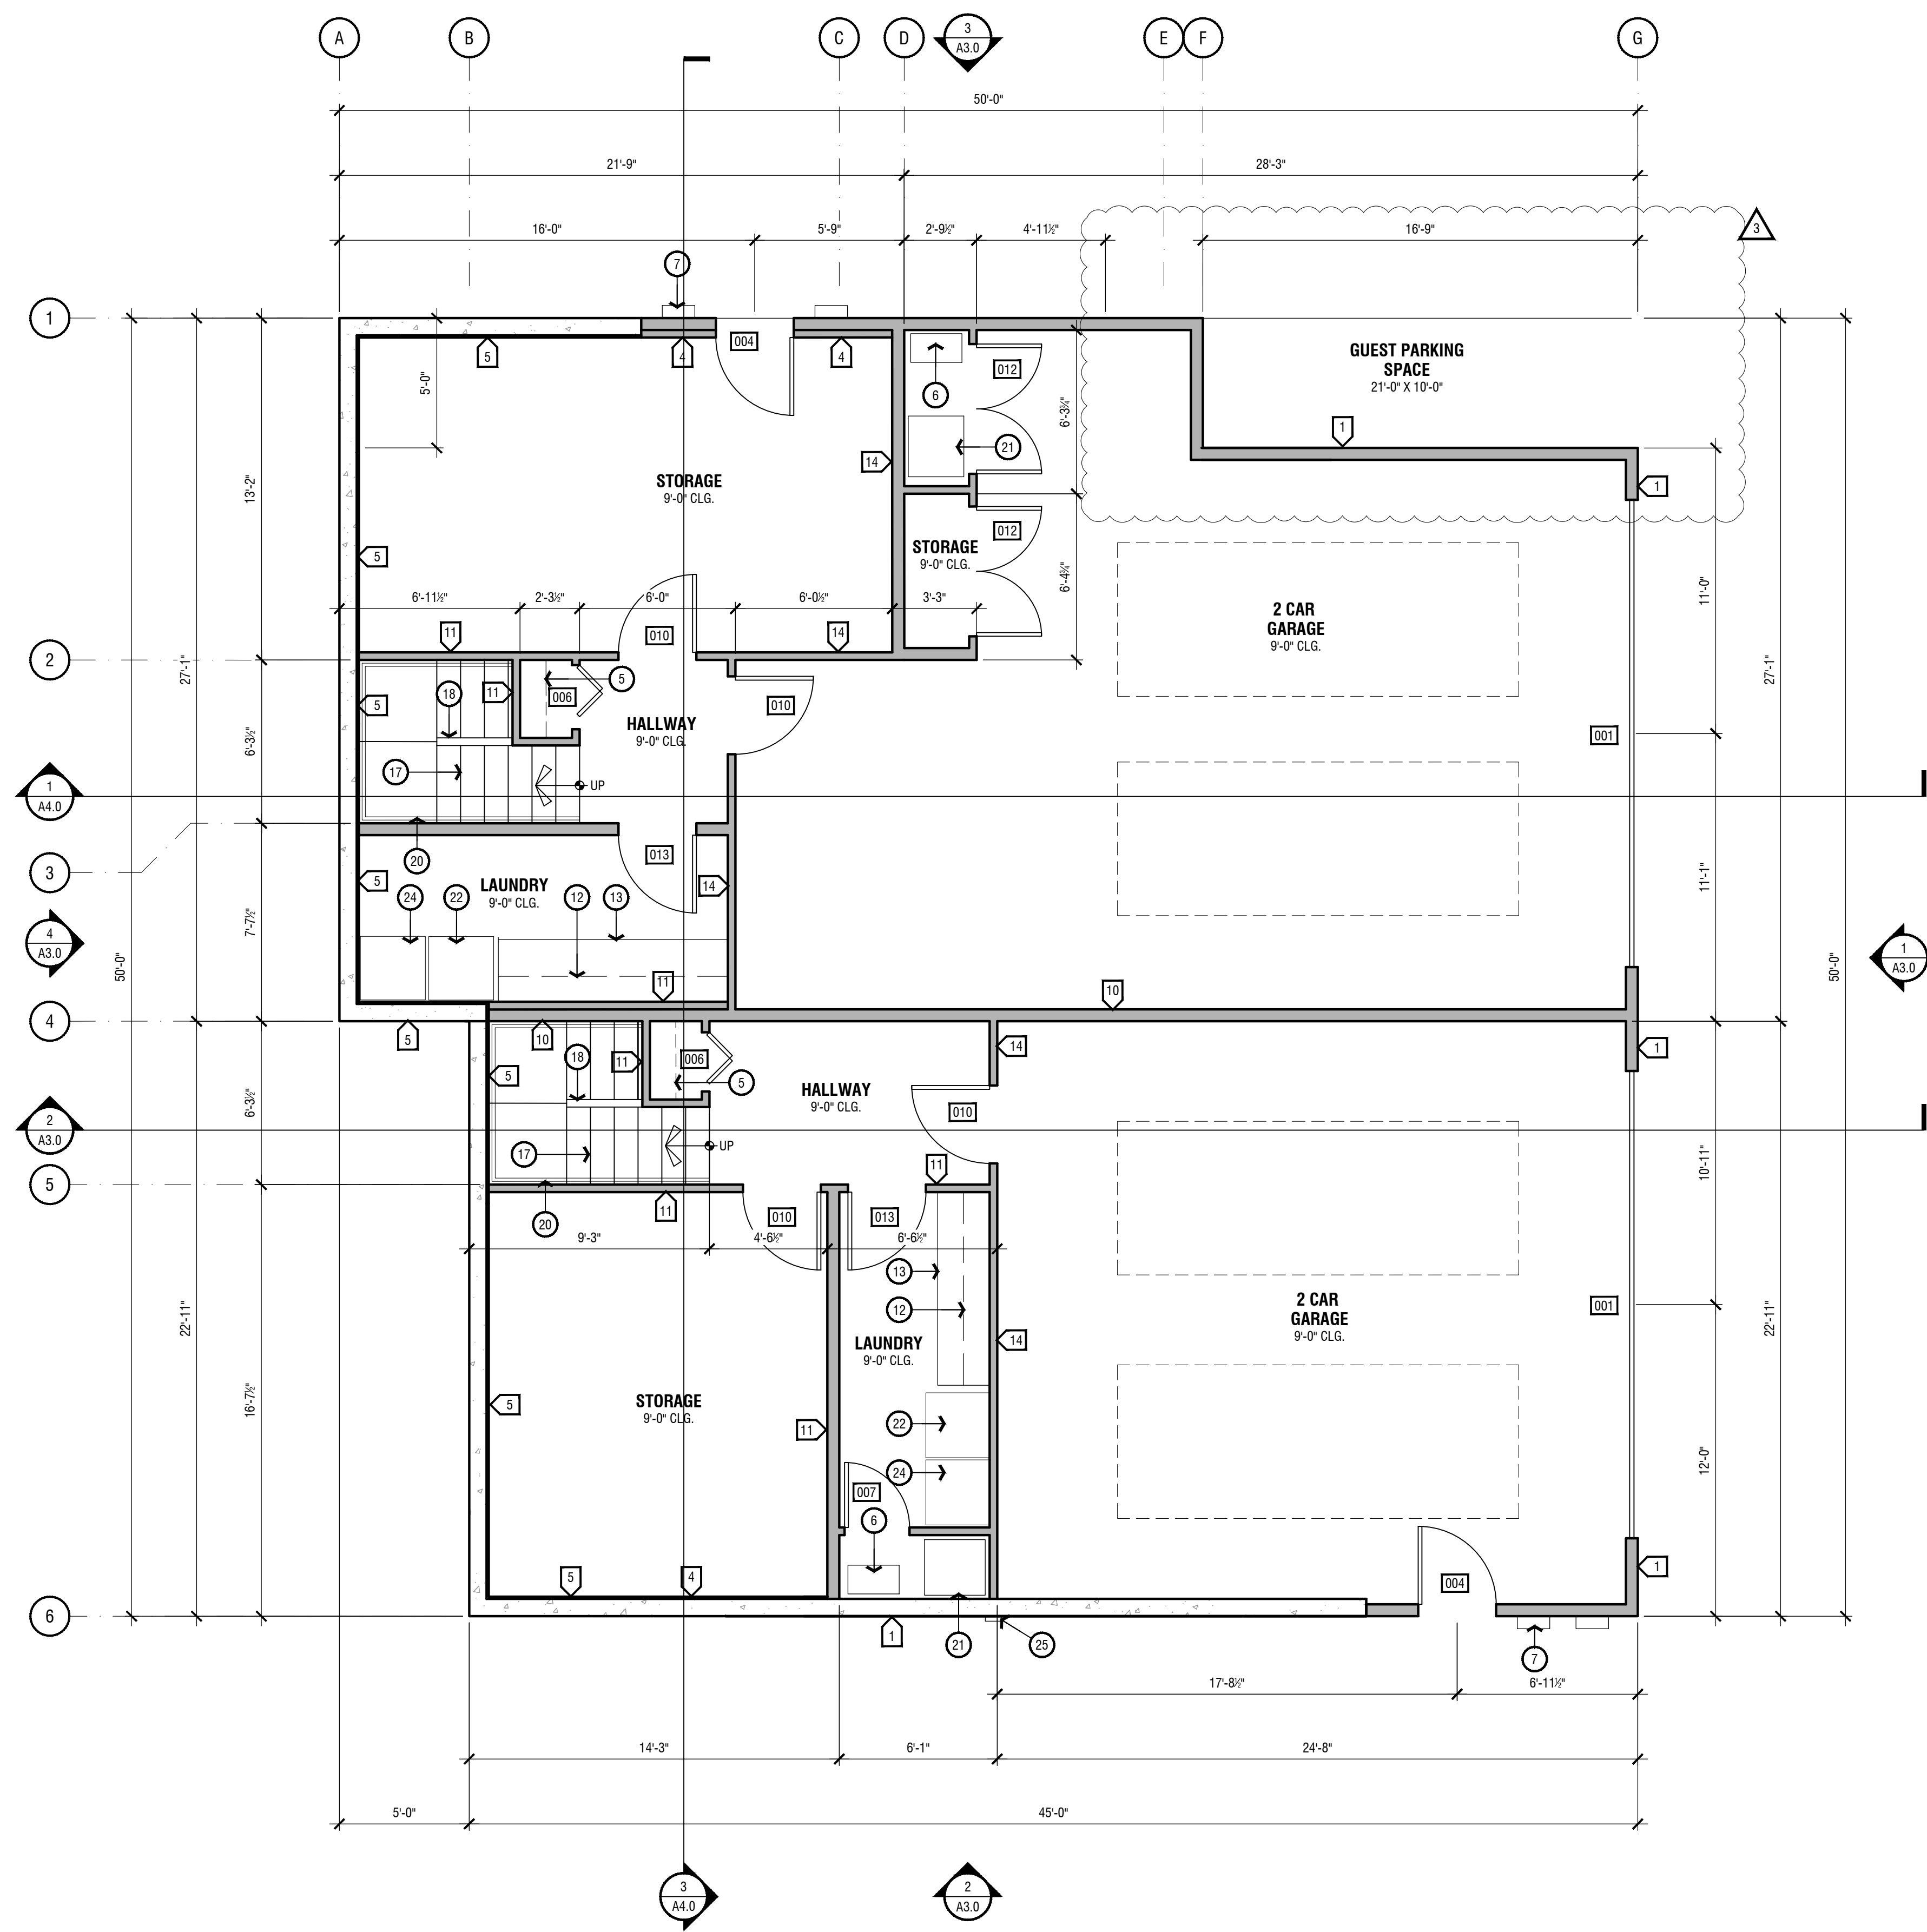 A B C D 3 E F G
A3.0
50'-0"
21'-9" 28'-3"
16'-0" 5'-9" 2'-9½" 4'-11½" 16'-9" 3
7
1
004 GUEST PARKING
SPACE
21'-0" X 10'-0"
5 4 4
012
5'-0" 6
6'-3¾"
1
14 21
STORAGE
9'-0" CLG.
13'-2" 1
012
STORAGE
9'-0" CLG.
5
6'-4¾"
11'-0"
6'-11½" 2'-3½" 6'-0" 6'-0½" 3'-3"
2 CAR
GARAGE
9'-0" CLG.
11 010 14
2
27'-1" 27'-1"
5 18 11 006 5
010
HALLWAY
9'-0" CLG.
001
6'-3½"
17 UP
1
A4.0
013
20
3
5 LAUNDRY
9'-0" CLG.
14
11'-1"
24 22 12 13
7'-7½"
4
A3.0
1
A3.0
50'-0" 50'-0"
11 10
4
5 10 14 1
18 11 006
5 5
HALLWAY
9'-0" CLG.
6'-3½" 010
2
A3.0
UP
17
11 10'-11"
5
11 010 013
20
9'-3" 4'-6½" 6'-6½"
13
12
2 CAR
GARAGE
9'-0" CLG.
001
22'-11" 22'-11"
LAUNDRY
9'-0" CLG.
14
16'-7½"
5 STORAGE
9'-0" CLG.
11 22
12'-0"
24
007
6
5 4 004 1
6
1 21 25 7
17'-8½" 6'-11½"
14'-3" 6'-1" 24'-8"
5'-0" 45'-0"
3
A4.0
2
A3.0